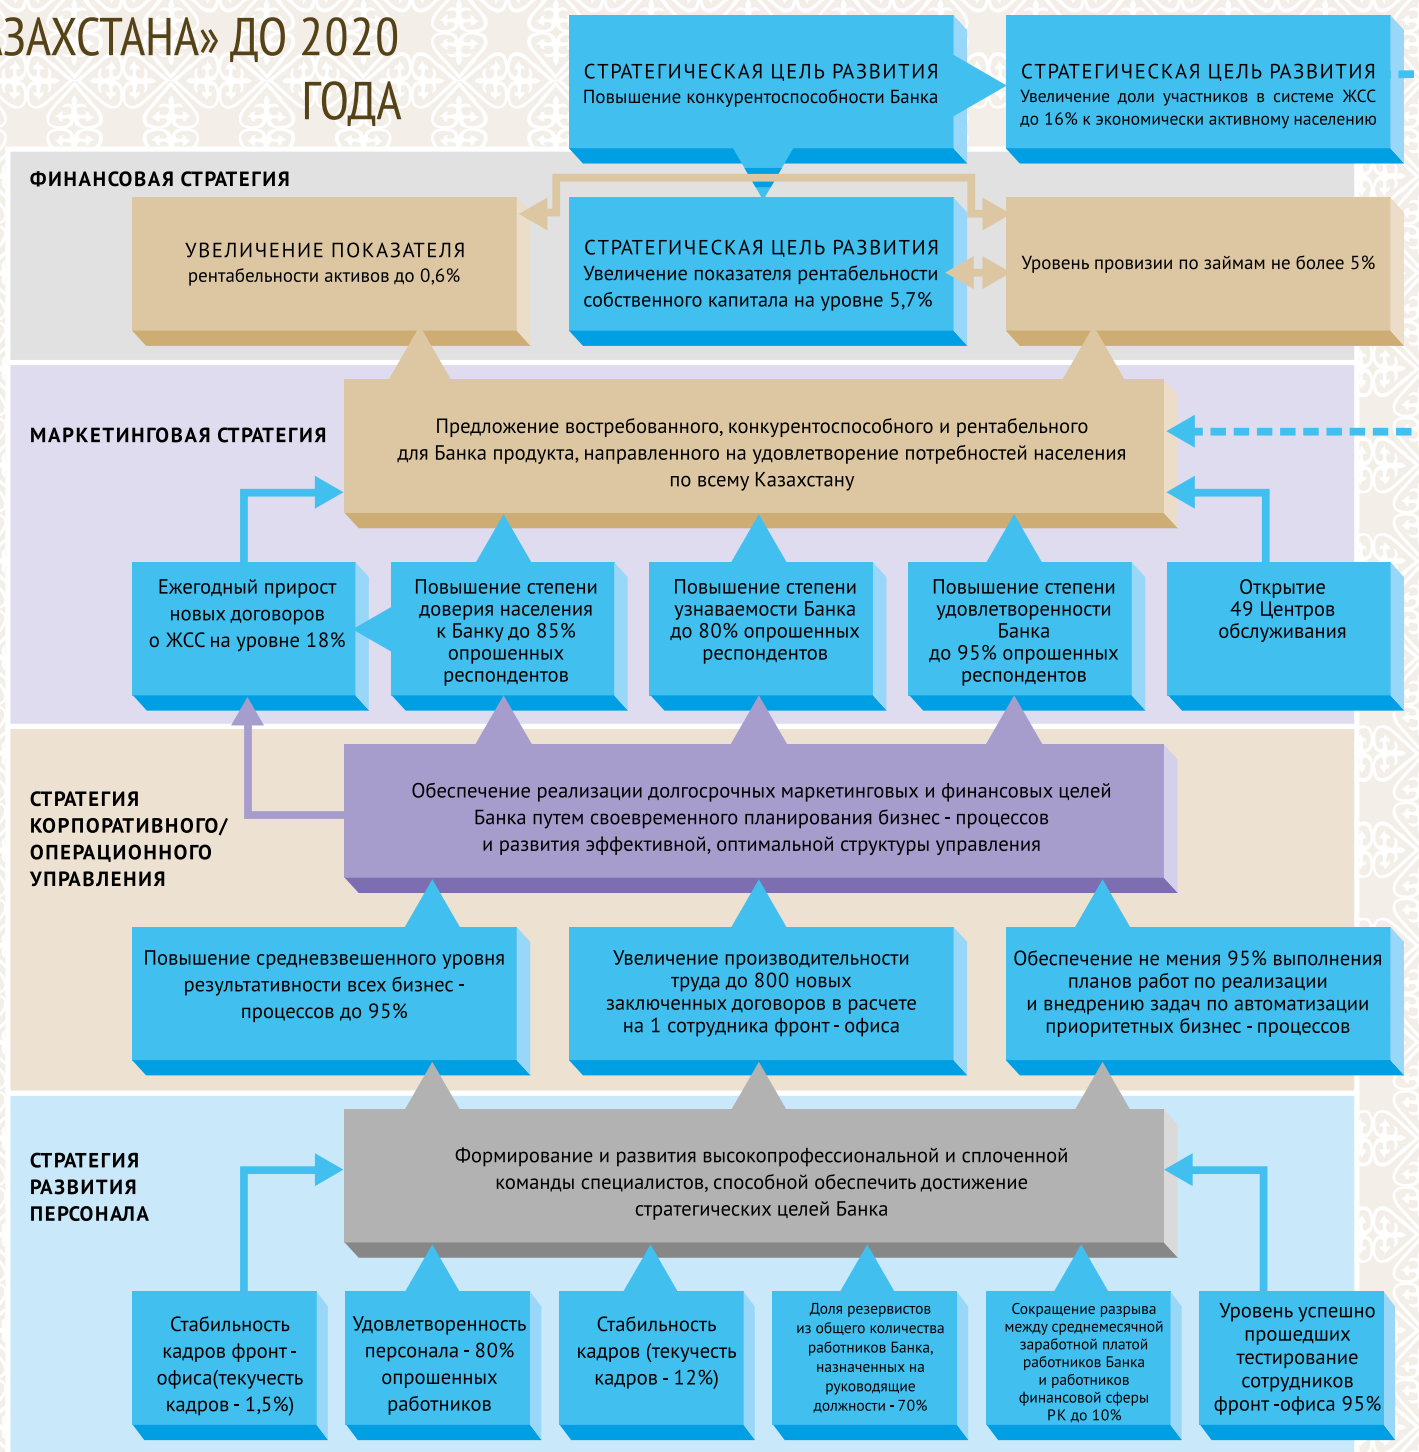 АЗАХСТАНА» ДО 2020
ГОДА
СТРАТЕГИЧЕСКАЯ ЦЕЛЬ РАЗВИТИЯ
Повышение конкурентоспособности Банка
СТРАТЕГИЧЕСКАЯ ЦЕЛЬ РАЗВИТИЯ
Увеличение доли участников в системе ЖСС
до 16% к экономически активному населению
ФИНАНСОВАЯ СТРАТЕГИЯ
УВЕЛИЧЕНИЕ ПОКАЗАТЕЛЯ
рентабельности активов до 0,6%
СТРАТЕГИЧЕСКАЯ ЦЕЛЬ РАЗВИТИЯ
Увеличение показателя рентабельности
собственного капитала на уровне 5,7%
Уровень провизии по займам не более 5%
МАРКЕТИНГОВАЯ СТРАТЕГИЯ
Предложение востребованного, конкурентоспособного и рентабельного
для Банка продукта, направленного на удовлетворение потребностей населения
по всему Казахстану
Ежегодный прирост
новых договоров
о ЖСС на уровне 18%
Повышение степени
доверия населения
к Банку до 85%
опрошенных
респондентов
Повышение степени
узнаваемости Банка
до 80% опрошенных
респондентов
Повышение степени
удовлетворенности
Банка
до 95% опрошенных
респондентов
Открытие
49 Центров
обслуживания
СТРАТЕГИЯ
КОРПОРАТИВНОГО/
ОПЕРАЦИОННОГО
УПРАВЛЕНИЯ
Обеспечение реализации долгосрочных маркетинговых и финансовых целей
Банка путем своевременного планирования бизнес - процессов
и развития эффективной, оптимальной структуры управления
Повышение средневзвешенного уровня
результативности всех бизнес -
процессов до 95%
Увеличение производительности
труда до 800 новых
заключенных договоров в расчете
на 1 сотрудника фронт - офиса
Обеспечение не мения 95% выполнения
планов работ по реализации
и внедрению задач по автоматизации
приоритетных бизнес - процессов
СТРАТЕГИЯ
РАЗВИТИЯ
ПЕРСОНАЛА
Формирование и развития высокопрофессиональной и сплоченной
команды специалистов, способной обеспечить достижение
стратегических целей Банка
Стабильность
кадров фронт -
офиса(текучесть
кадров - 1,5%)
Удовлетворенность
персонала - 80%
опрошенных
работников
Стабильность
кадров (текучесть
кадров - 12%)
Доля резервистов
из общего количества
работников Банка,
назначенных на
руководящие
должности - 70%
Сокращение разрыва
между среднемесячной
заработной платой
работников Банка
и работников
финансовой сферы
РК до 10%
Уровень успешно
прошедших
тестирование
сотрудников
фронт -офиса 95%